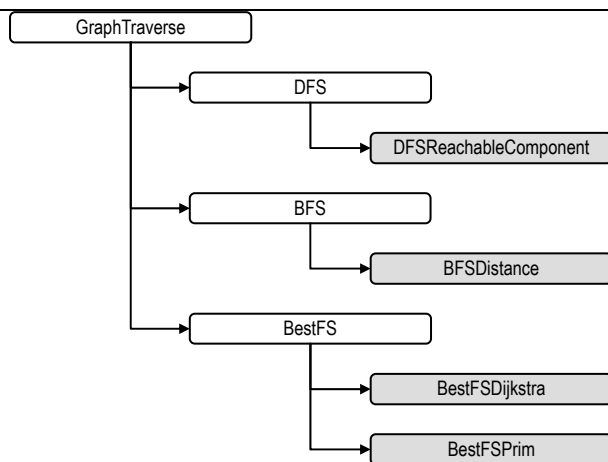 GraphTraverse
DFS
DFSReachableComponent
BFS
BFSDistance
BestFS
BestFSDijkstra
BestFSPrim